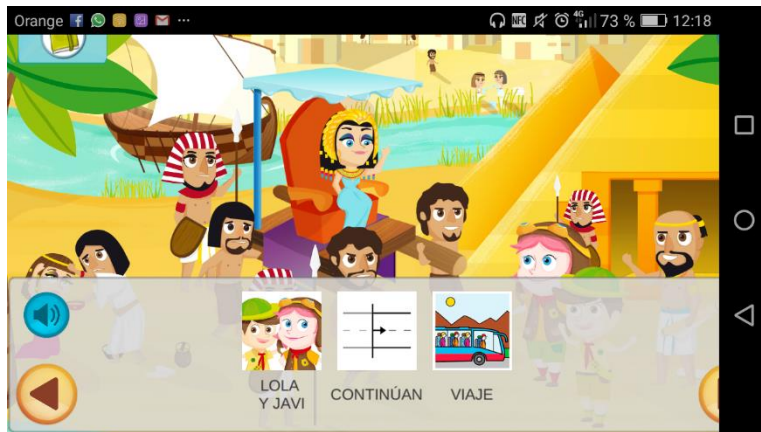 Orange NFC 4G 73 % 12:18
LOLA
Y JAVI
CONTINÚAN
VIAJE